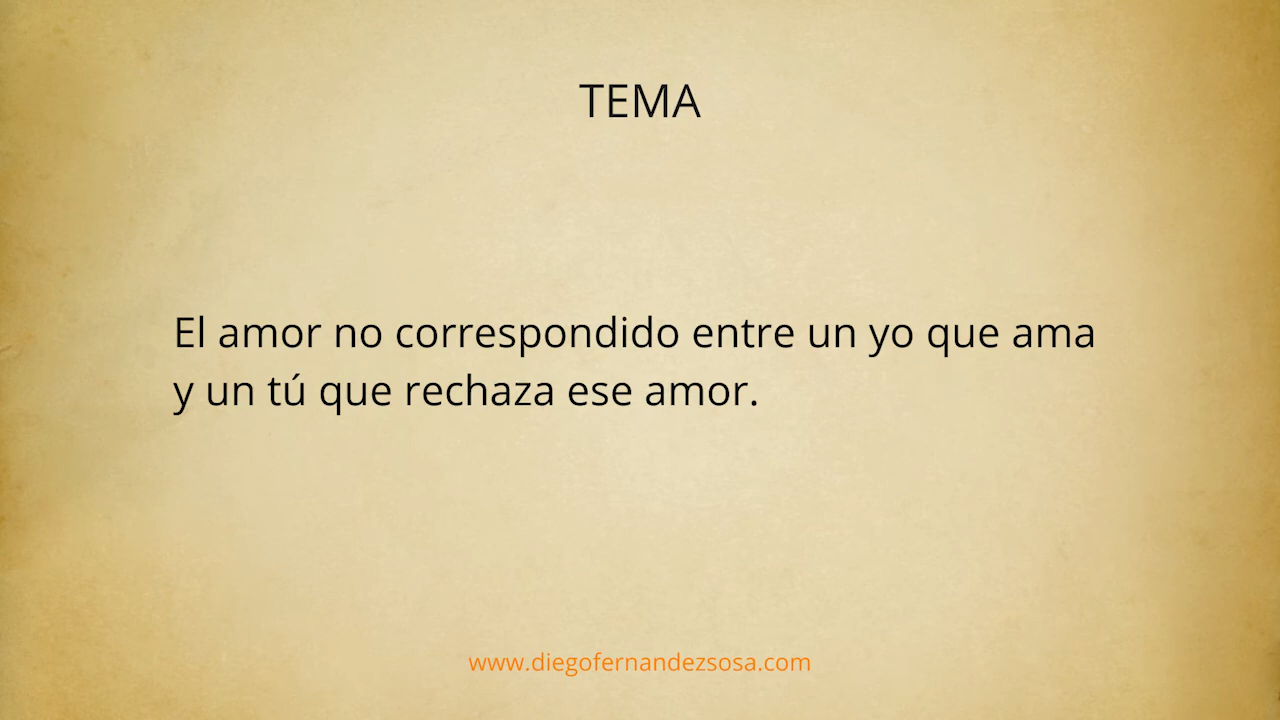 TEMA
El amor no correspondido entre un yo que ama
y un tú que rechaza ese amor.
www.diegofernandezsosa.com